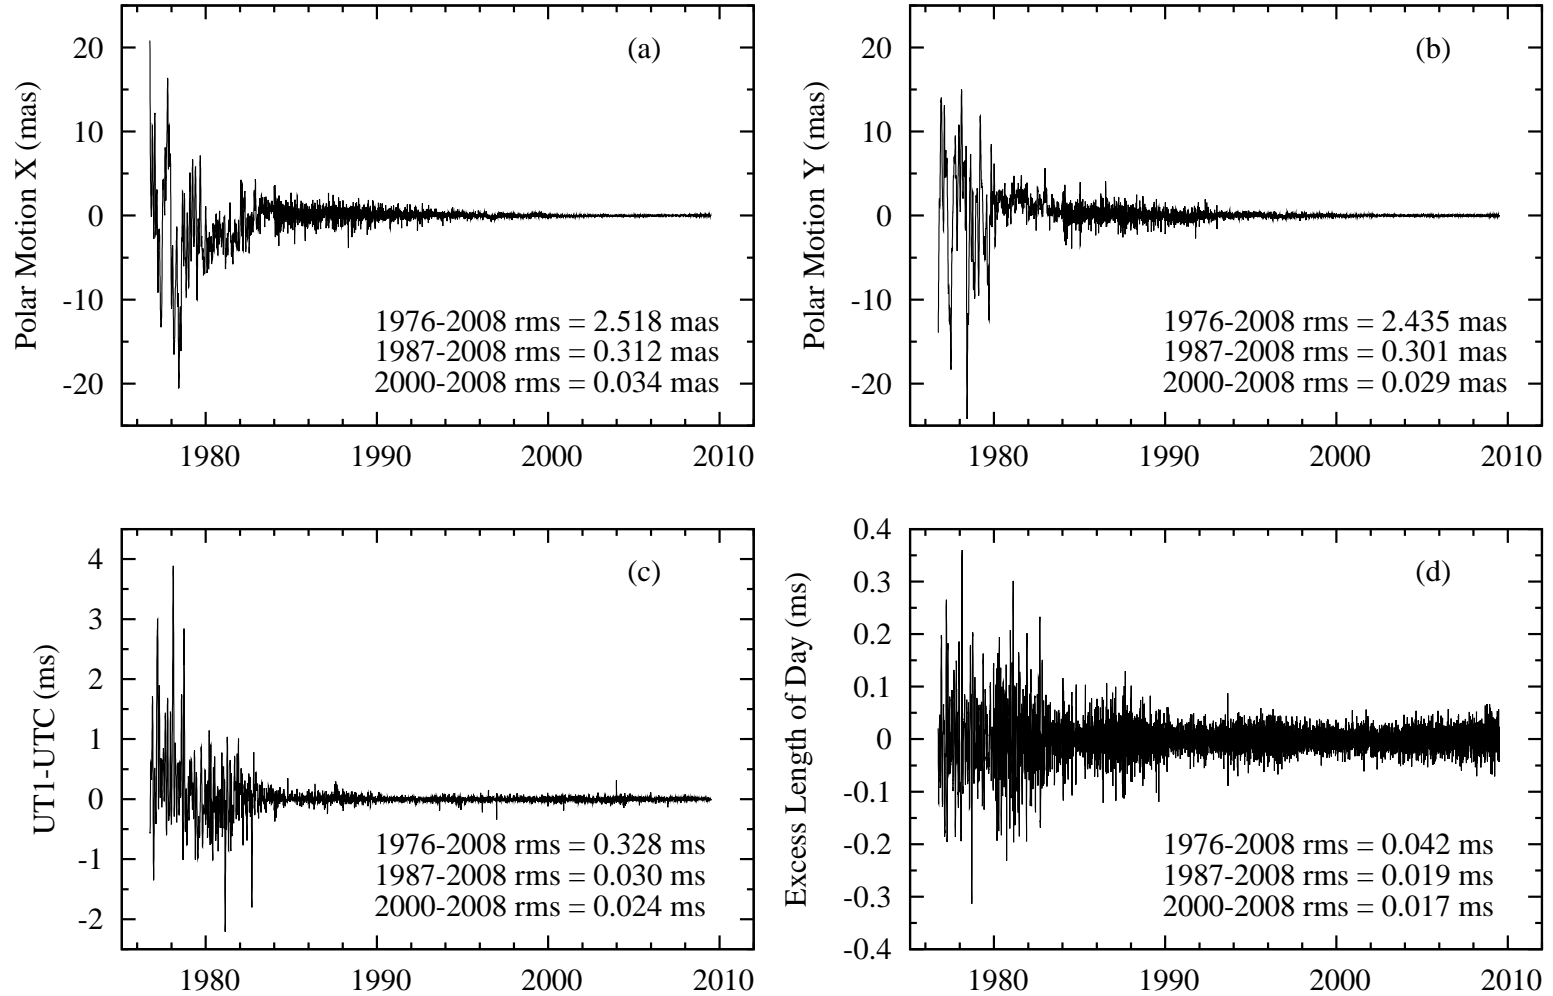 (a)
Polar Motion X (mas)
20
10
0
-10
-20
1976-2008 rms = 2.518 mas
1987-2008 rms = 0.312 mas
2000-2008 rms = 0.034 mas
1980 1990 2000 2010
(b)
Polar Motion Y (mas)
20
10
0
-10
-20
1976-2008 rms = 2.435 mas
1987-2008 rms = 0.301 mas
2000-2008 rms = 0.029 mas
1980 1990 2000 2010
(c)
UT1-UTC (ms)
4
3
2
1
0
-1
-2
1976-2008 rms = 0.328 ms
1987-2008 rms = 0.030 ms
2000-2008 rms = 0.024 ms
1980 1990 2000 2010
(d)
Excess Length of Day (ms)
0.4
0.3
0.2
0.1
0
-0.1
-0.2
-0.3
-0.4
1976-2008 rms = 0.042 ms
1987-2008 rms = 0.019 ms
2000-2008 rms = 0.017 ms
1980 1990 2000 2010